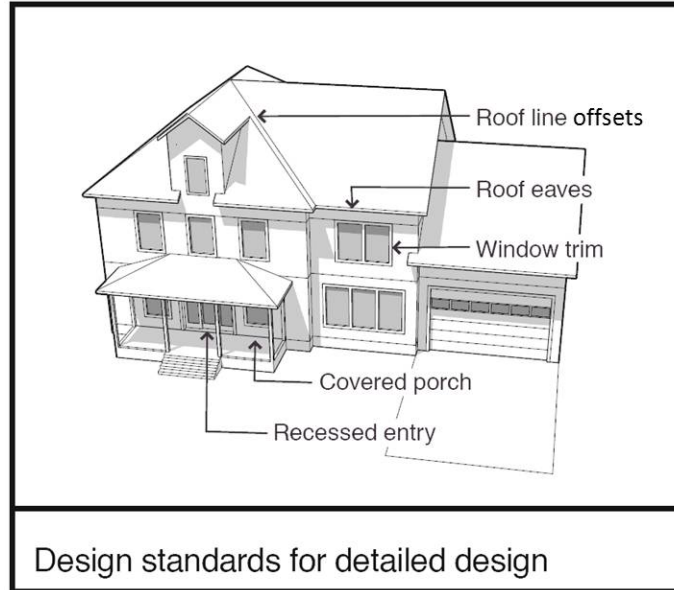 Roof line offsets
Roof eaves
Window trim
Covered porch
Recessed entry
Design standards for detailed design